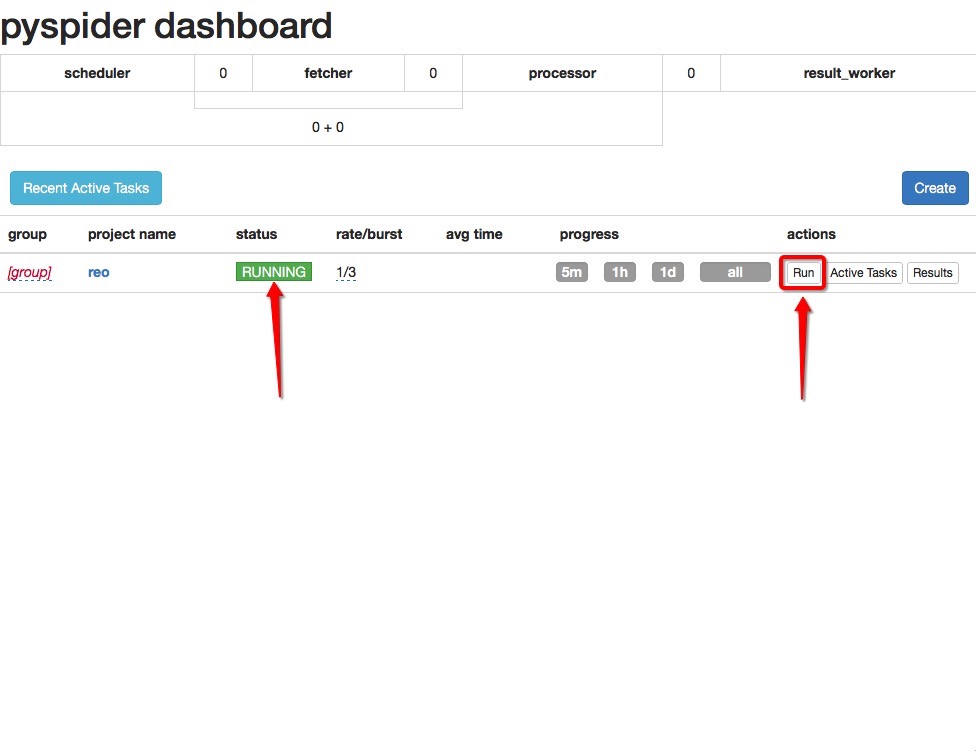 pyspider dashboard
scheduler 0 fetcher 0 processor 0 result_worker
0 + 0
Recent Active Tasks Create
group project name status rate/burst avg time progress actions
[group] reo RUNNING 1/3 5m 1h 1d all Run Active Tasks Results